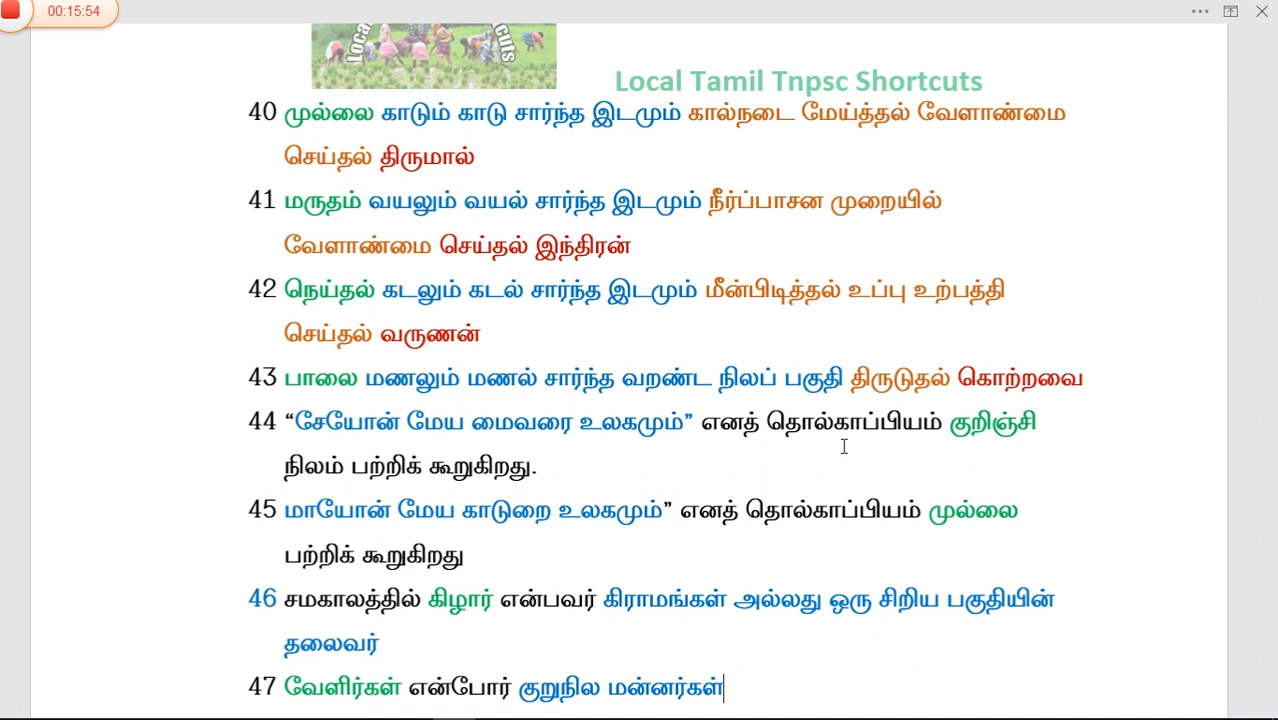 00:15:54
Local
cuts
Local Tamil Tnpsc Shortcuts
40 முல்லை காடும் காடு சார்ந்த இடமும் கால்நடை மேய்த்தல் வேளாண்மை
செய்தல் திருமால்
41 மருதம் வயலும் வயல் சார்ந்த இடமும் நீர்ப்பாசன முறையில்
வேளாண்மை செய்தல் இந்திரன்
42 நெய்தல் கடலும் கடல் சார்ந்த இடமும் மீன்பிடித்தல் உப்பு உற்பத்தி
செய்தல் வருணன்
43 பாலை மணலும் மணல் சார்ந்த வறண்ட நிலப் பகுதி திருடுதல் கொற்றவை
44 “சேயோன் மேய மைவரை உலகமும்” எனத் தொல்காப்பியம் குறிஞ்சி
நிலம் பற்றிக் கூறுகிறது.
45 மாயோன் மேய காடுறை உலகமும்” எனத் தொல்காப்பியம் முல்லை
பற்றிக் கூறுகிறது
46 சமகாலத்தில் கிழார் என்பவர் கிராமங்கள் அல்லது ஒரு சிறிய பகுதியின்
தலைவர்
47 வேளிர்கள் என்போர் குறுநில மன்னர்கள்